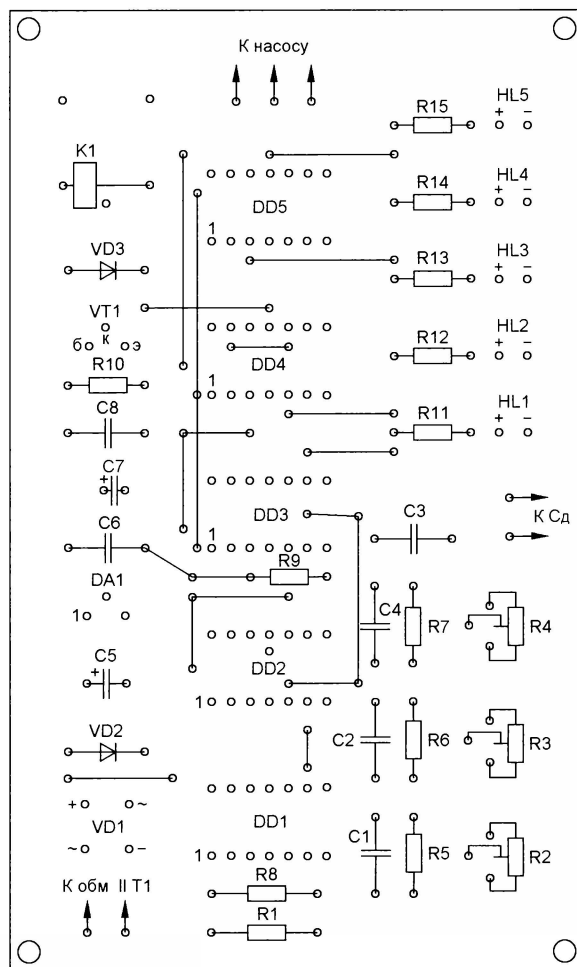 К насосу
R15
HL5
+ −
K1
R14
HL4
+ −
DD5
1
R13
HL3
+ −
VD3
VT1
б к э
DD4
R12
HL2
+ −
R10
1
C8
R11
HL1
+ −
C7
+
DD3
C3
К Сд
C6
1
R9
DA1
1
C4
R7
R4
DD2
C5
+
1
C2
R6
R3
VD2
+ ~
VD1
~ −
DD1
1
C1
R5
R2
К обм II Т1
R8
R1